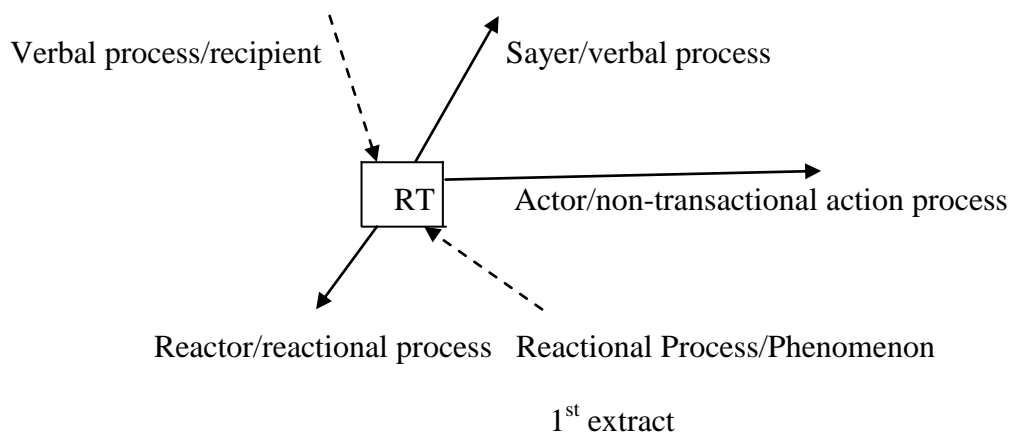 Verbal process/recipient Sayer/verbal process
RT
Actor/non-transactional action process
Reactor/reactional process Reactional Process/Phenomenon
1st extract